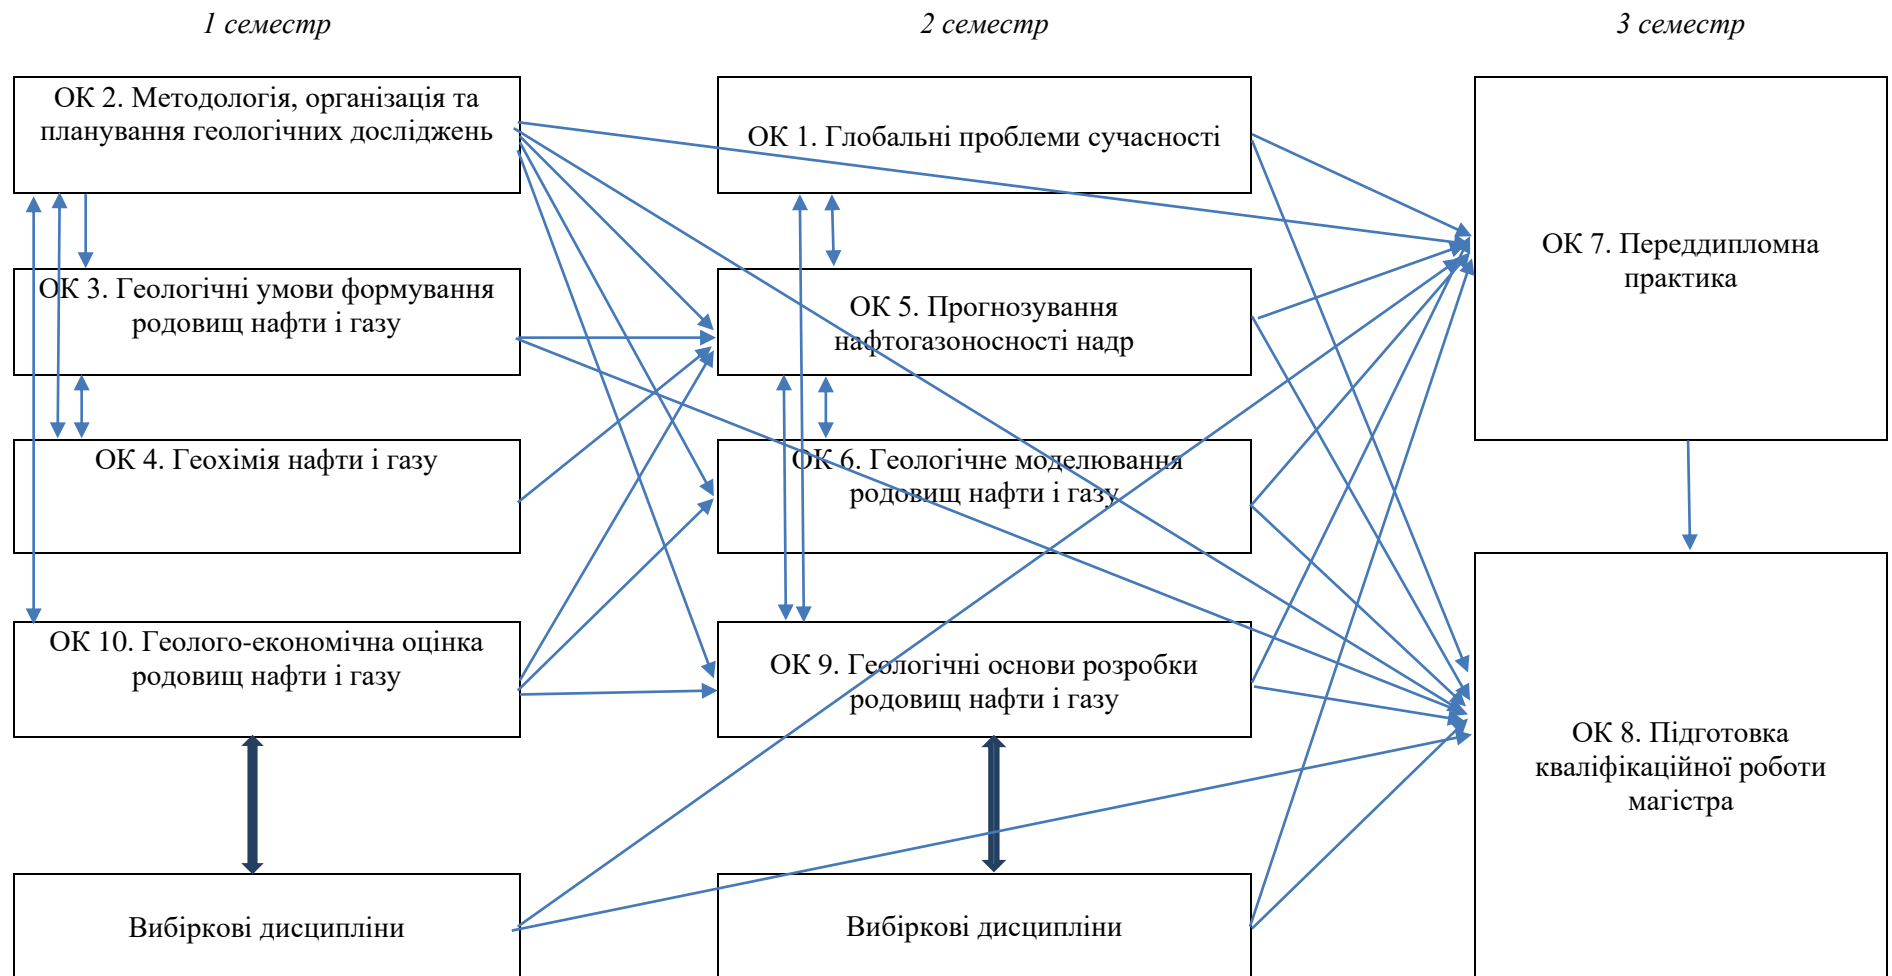 1 семестр
2 семестр
3 семестр
ОК 2. Методологія, організація та
планування геологічних досліджень
ОК 1. Глобальні проблеми сучасності
ОК 7. Переддипломна
практика
ОК 3. Геологічні умови формування
родовищ нафти і газу
ОК 5. Прогнозування
нафтогазоносності надр
ОК 4. Геохімія нафти і газу
ОК 6. Геологічне моделювання
родовищ нафти і газу
ОК 10. Геолого-економічна оцінка
родовищ нафти і газу
ОК 9. Геологічні основи розробки
родовищ нафти і газу
ОК 8. Підготовка
кваліфікаційної роботи
магістра
Вибіркові дисципліни
Вибіркові дисципліни